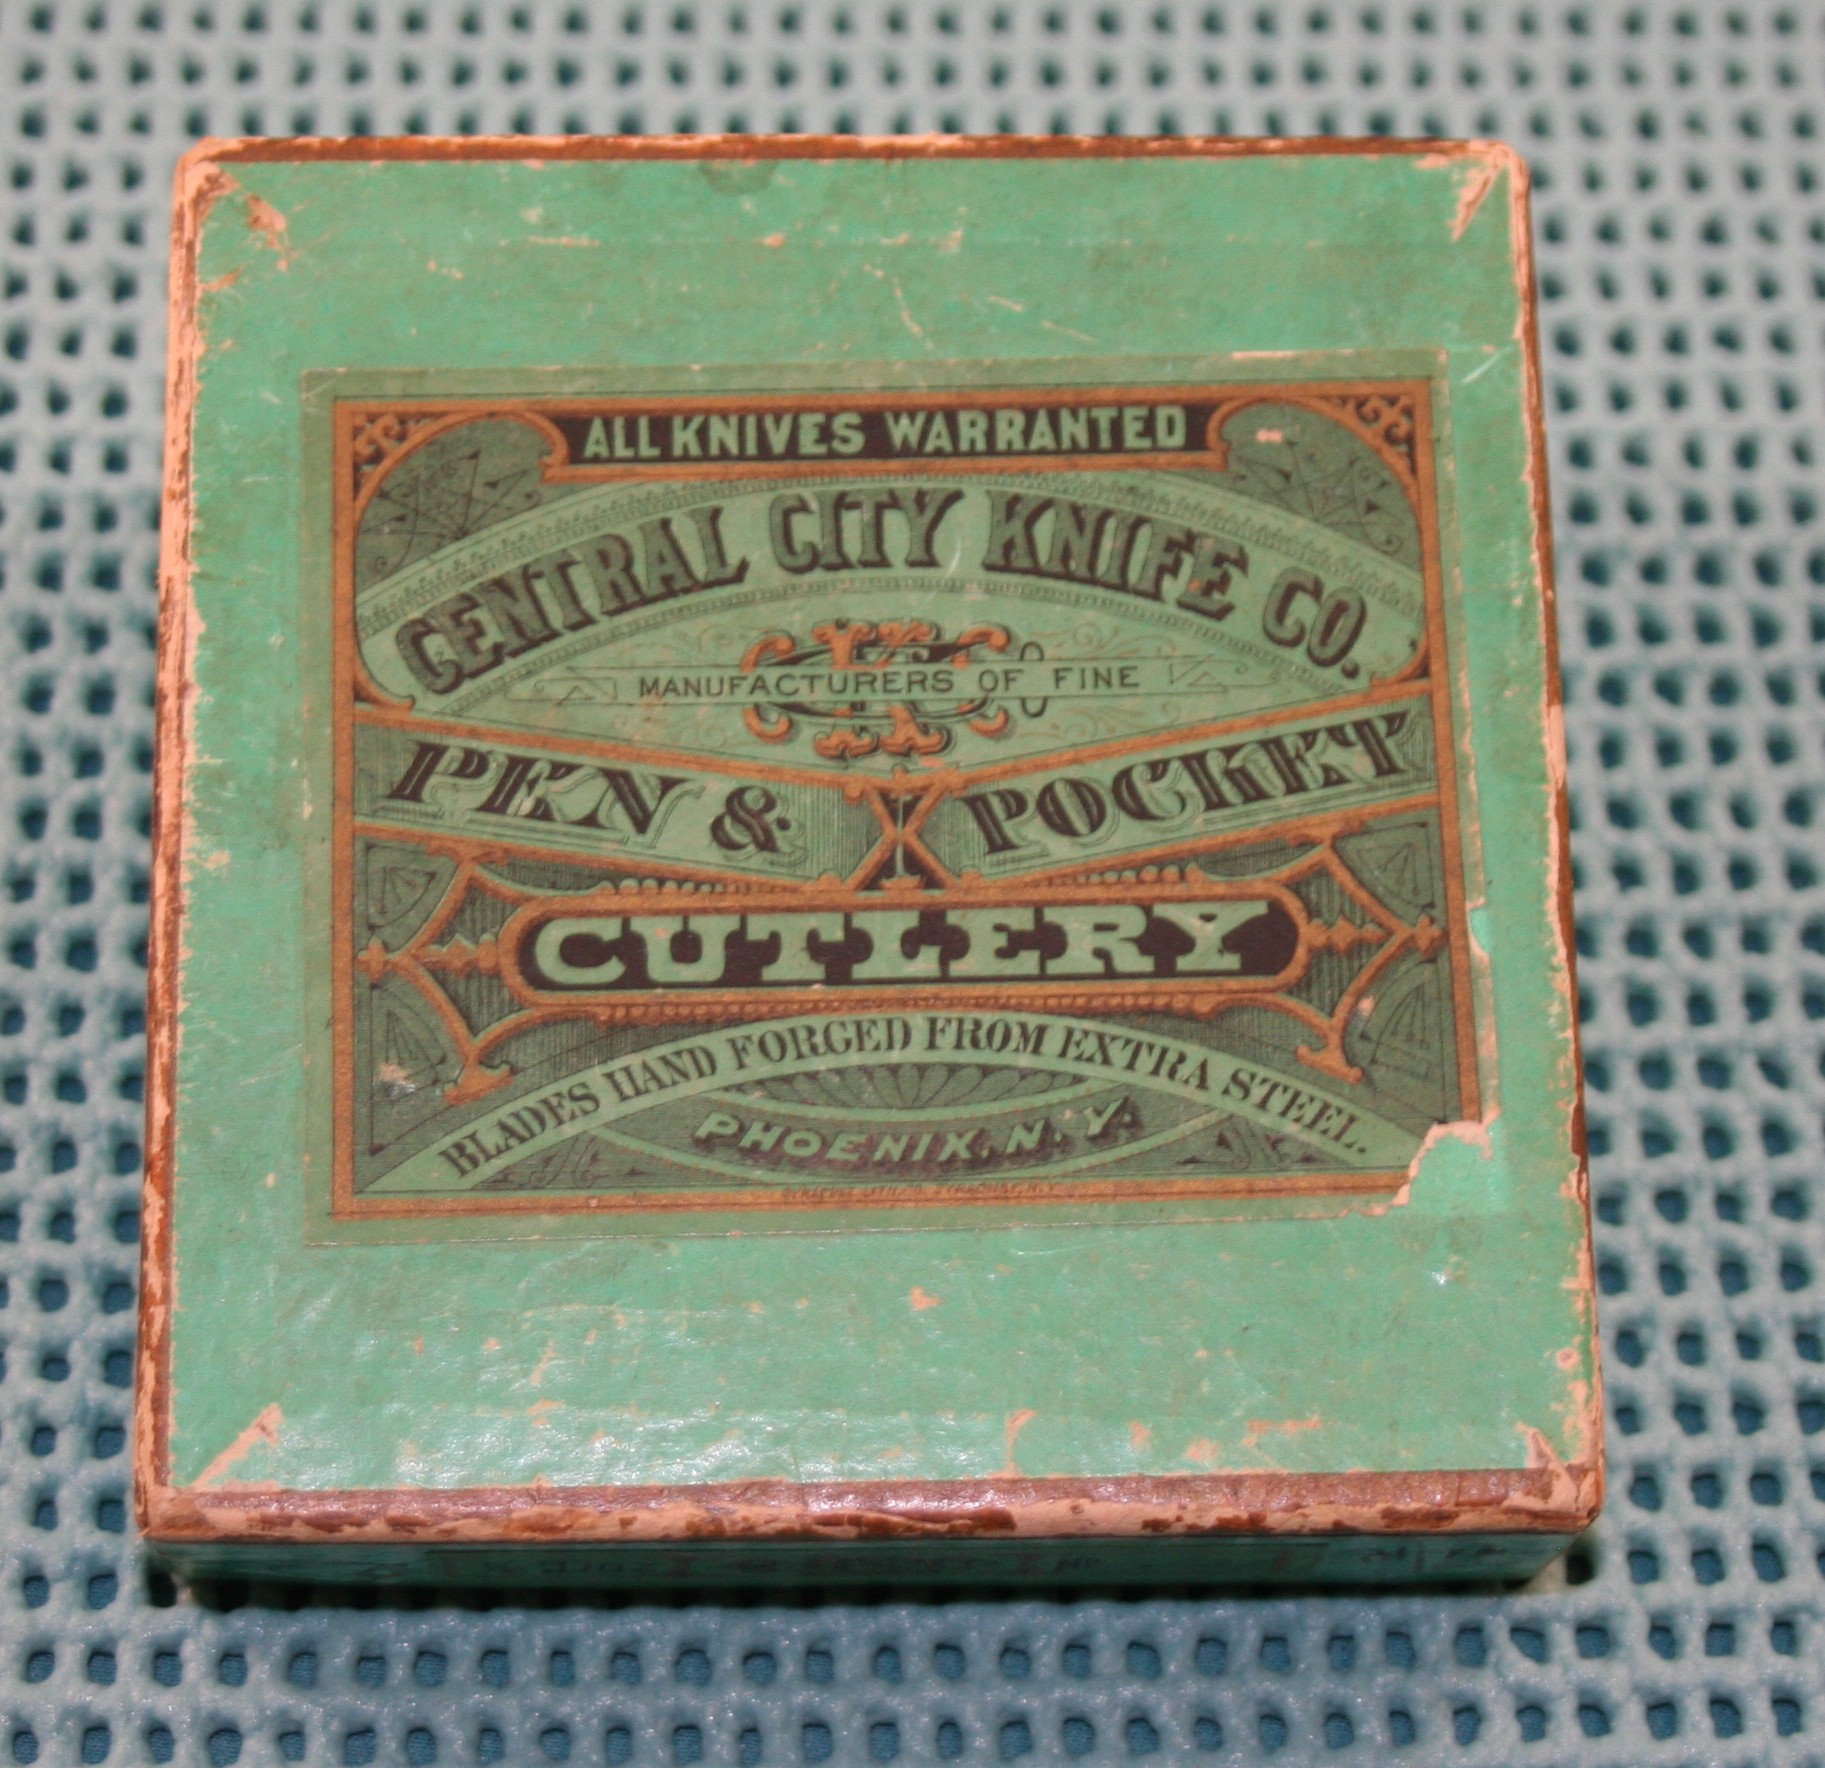 ALL KNIVES WARRANTED
CENTRAL CITY KNIFE CO.
CCKCO
MANUFACTURERS OF FINE
PEN & POCKET
CUTLERY
BLADES HAND FORGED FROM EXTRA STEEL.
PHOENIX, N. Y.